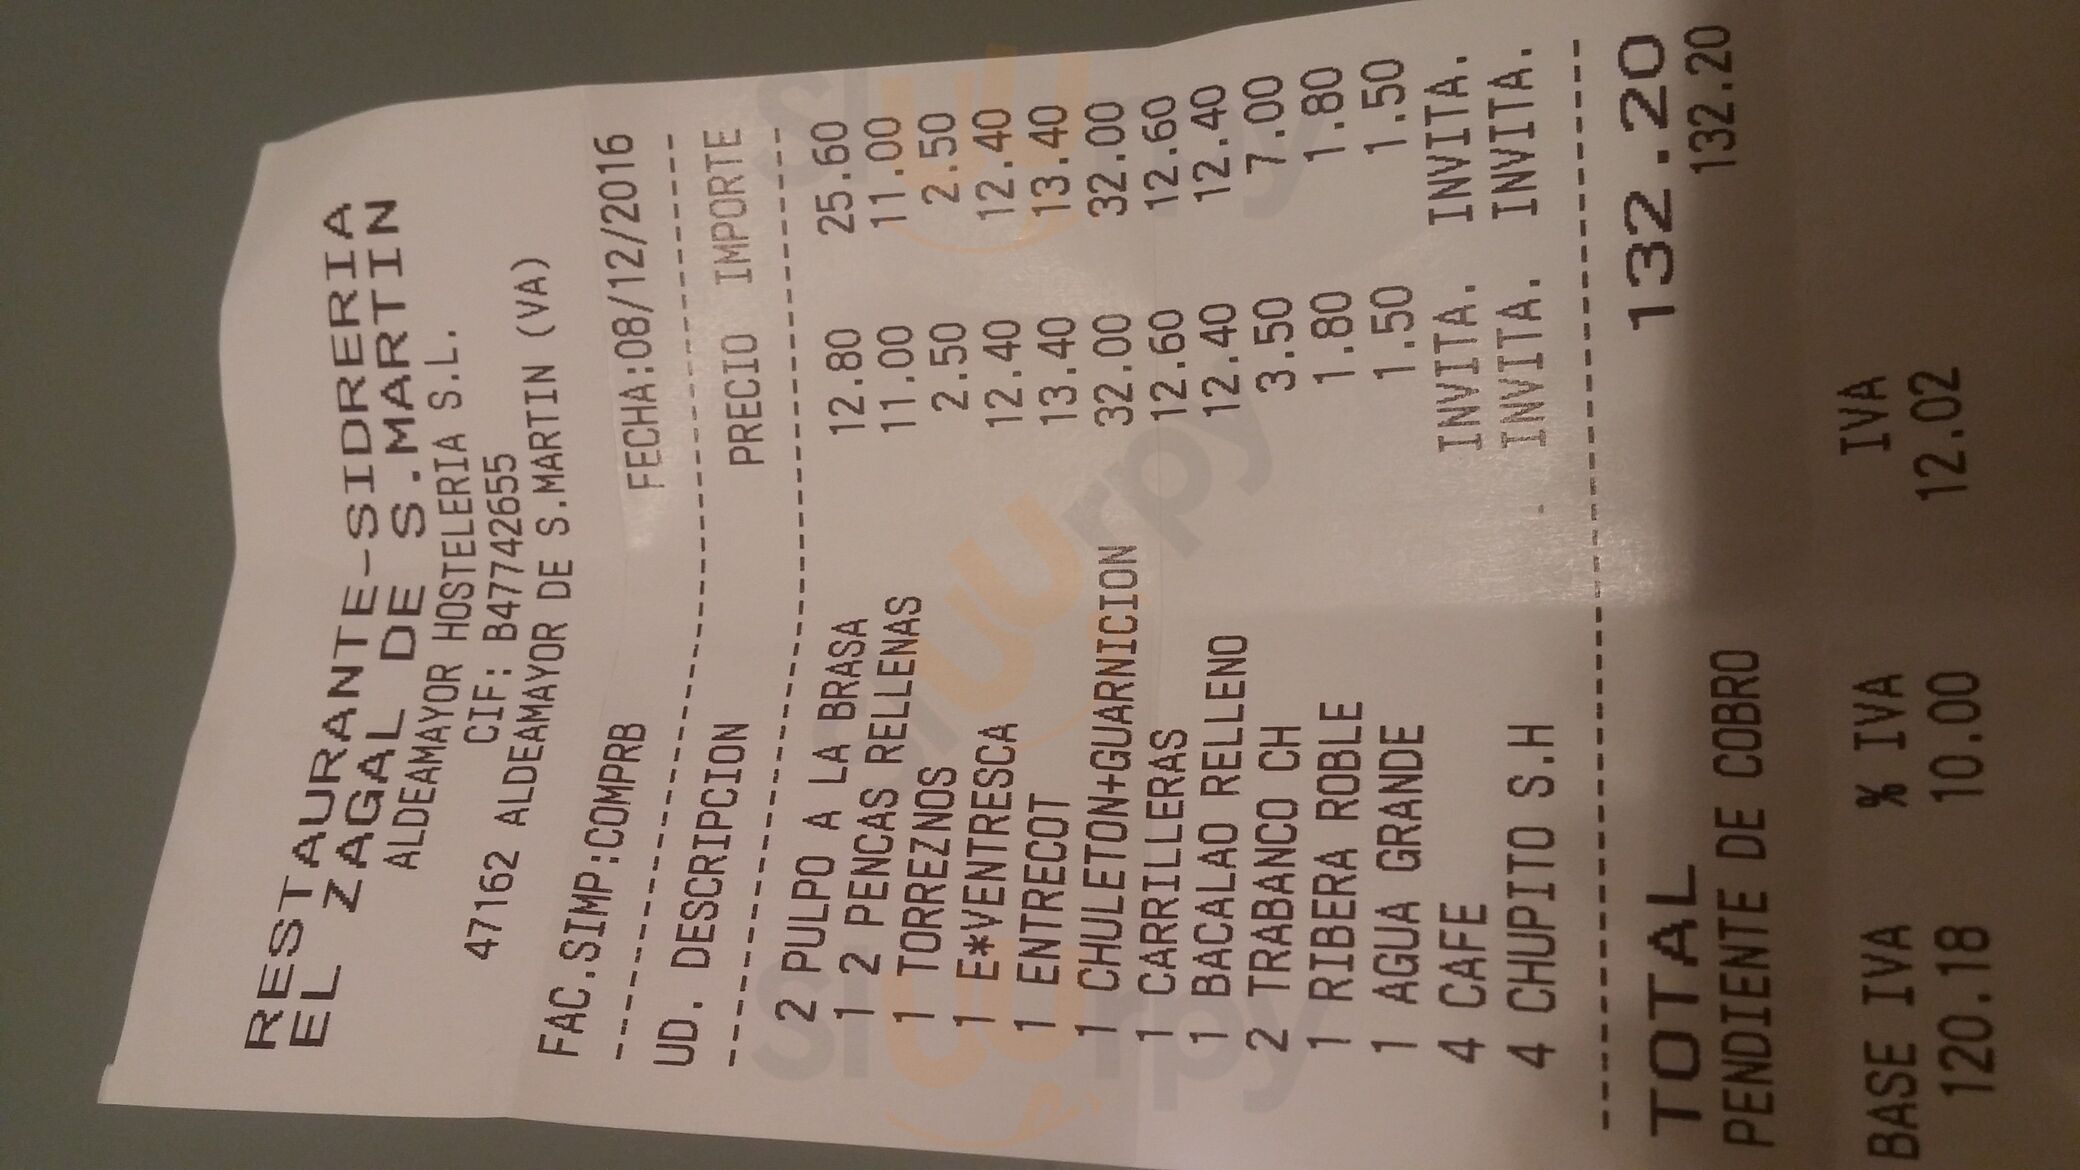 RESTAURANTE-SIDRERIA
EL ZAGAL DE S.MARTIN
ALDEAMAYOR HOSTELERIA S.L.
CIF: B47742655
47162 ALDEAMAYOR DE S.MARTIN (VA)
FAC.SIMP:COMPRB FECHA:08/12/2016
UD. DESCRIPCION PRECIO IMPORTE
2 PULPO A LA BRASA 12.80 25.60
1 2 PENCAS RELLENAS 11.00 11.00
1 TORREZNOS 2.50 2.50
1 E*VENTRESCA 12.40 12.40
1 ENTRECOT 13.40 13.40
1 CHULETON+GUARNICION 32.00 32.00
1 CARRILLERAS 12.60 12.60
1 BACALAO RELLENO 12.40 12.40
2 TRABANCO CH 3.50 7.00
1 RIBERA ROBLE 1.80 1.80
1 AGUA GRANDE 1.50 1.50
4 CAFE INVITA. INVITA.
4 CHUPITO S.H INVITA. INVITA.
TOTAL 132.20
PENDIENTE DE COBRO 132.20
BASE IVA % IVA IVA
120.18 10.00 12.02
sluurpy
sluurpy
sluurpy